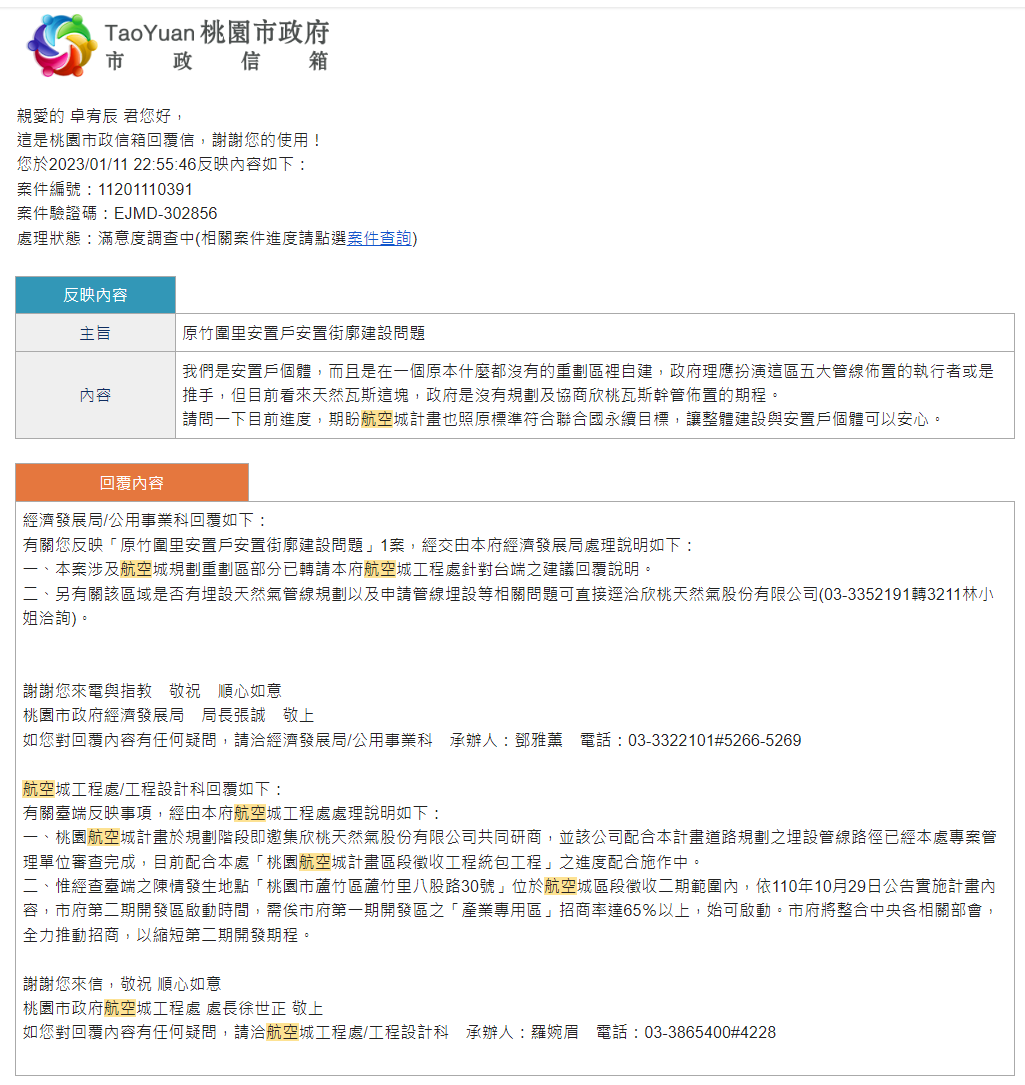 TaoYuan 桃園市政府
市政信箱
親愛的 卓宥辰 君您好，
這是桃園市政信箱回覆信，謝謝您的使用！
您於2023/01/11 22:55:46反映內容如下：
案件編號：11201110391
案件驗證碼：EJMD-302856
處理狀態：滿意度調查中(相關案件進度請點選案件查詢)
反映內容
主旨 原竹圍里安置戶安置街廓建設問題
我們是安置戶個體，而且是在一個原本什麼都沒有的重劃區裡自建，政府理應扮演這區五大管線佈置的執行者或是
內容 推手，但目前看來天然瓦斯這塊，政府是沒有規劃及協商欣桃瓦斯幹管佈置的期程。
請問一下目前進度，期盼航空城計畫也照原標準符合聯合國永續目標，讓整體建設與安置戶個體可以安心。
回覆內容
經濟發展局/公用事業科回覆如下：
有關您反映「原竹圍里安置戶安置街廓建設問題」1案，經交由本府經濟發展局處理說明如下：
一、本案涉及航空城規劃重劃區部分已轉請本府航空城工程處針對台端之建議回覆說明。
二、另有關該區域是否有埋設天然氣管線規劃以及申請管線埋設等相關問題可直接逕洽欣桃天然氣股份有限公司(03-3352191轉3211林小
姐洽詢)。
謝謝您來電與指教　敬祝　順心如意
桃園市政府經濟發展局　局長張誠　敬上
如您對回覆內容有任何疑問，請洽經濟發展局/公用事業科　承辦人：鄧雅薰　電話：03-3322101#5266-5269
航空城工程處/工程設計科回覆如下：
有關臺端反映事項，經由本府航空城工程處處理說明如下：
一、桃園航空城計畫於規劃階段即邀集欣桃天然氣股份有限公司共同研商，並該公司配合本計畫道路規劃之埋設管線路徑已經本處專案管
理單位審查完成，目前配合本處「桃園航空城計畫區段徵收工程統包工程」之進度配合施作中。
二、惟經查臺端之陳情發生地點「桃園市蘆竹區蘆竹里八股路30號」位於航空城區段徵收二期範圍內，依110年10月29日公告實施計畫內
容，市府第二期開發區啟動時間，需俟市府第一期開發區之「產業專用區」招商率達65%以上，始可啟動。市府將整合中央各相關部會，
全力推動招商，以縮短第二期開發期程。
謝謝您來信，敬祝 順心如意
桃園市政府航空城工程處 處長徐世正 敬上
如您對回覆內容有任何疑問，請洽航空城工程處/工程設計科　承辦人：羅婉眉　電話：03-3865400#4228